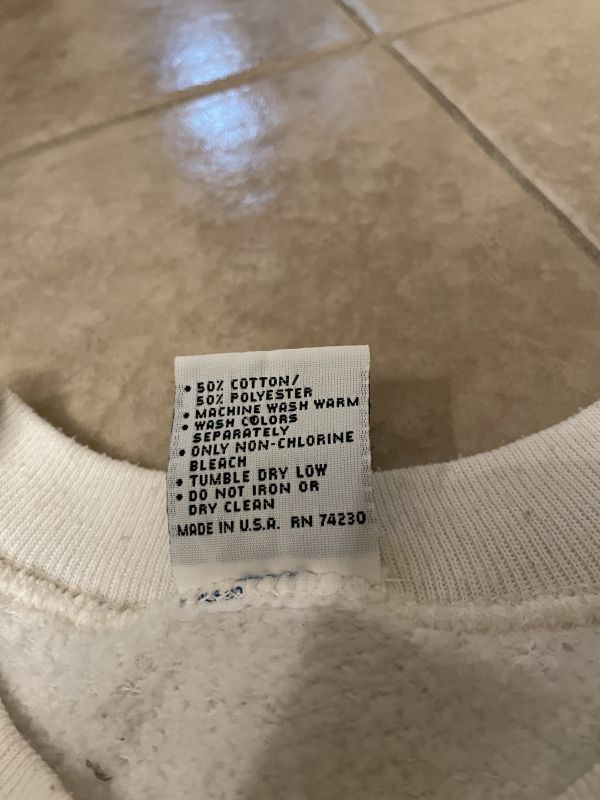 • 50% COTTON/
50% POLYESTER
• MACHINE WASH WARM
• WASH COLORS
SEPARATELY
• ONLY NON-CHLORINE
BLEACH
• TUMBLE DRY LOW
• DO NOT IRON OR
DRY CLEAN
MADE IN U.S.A. RN 74230